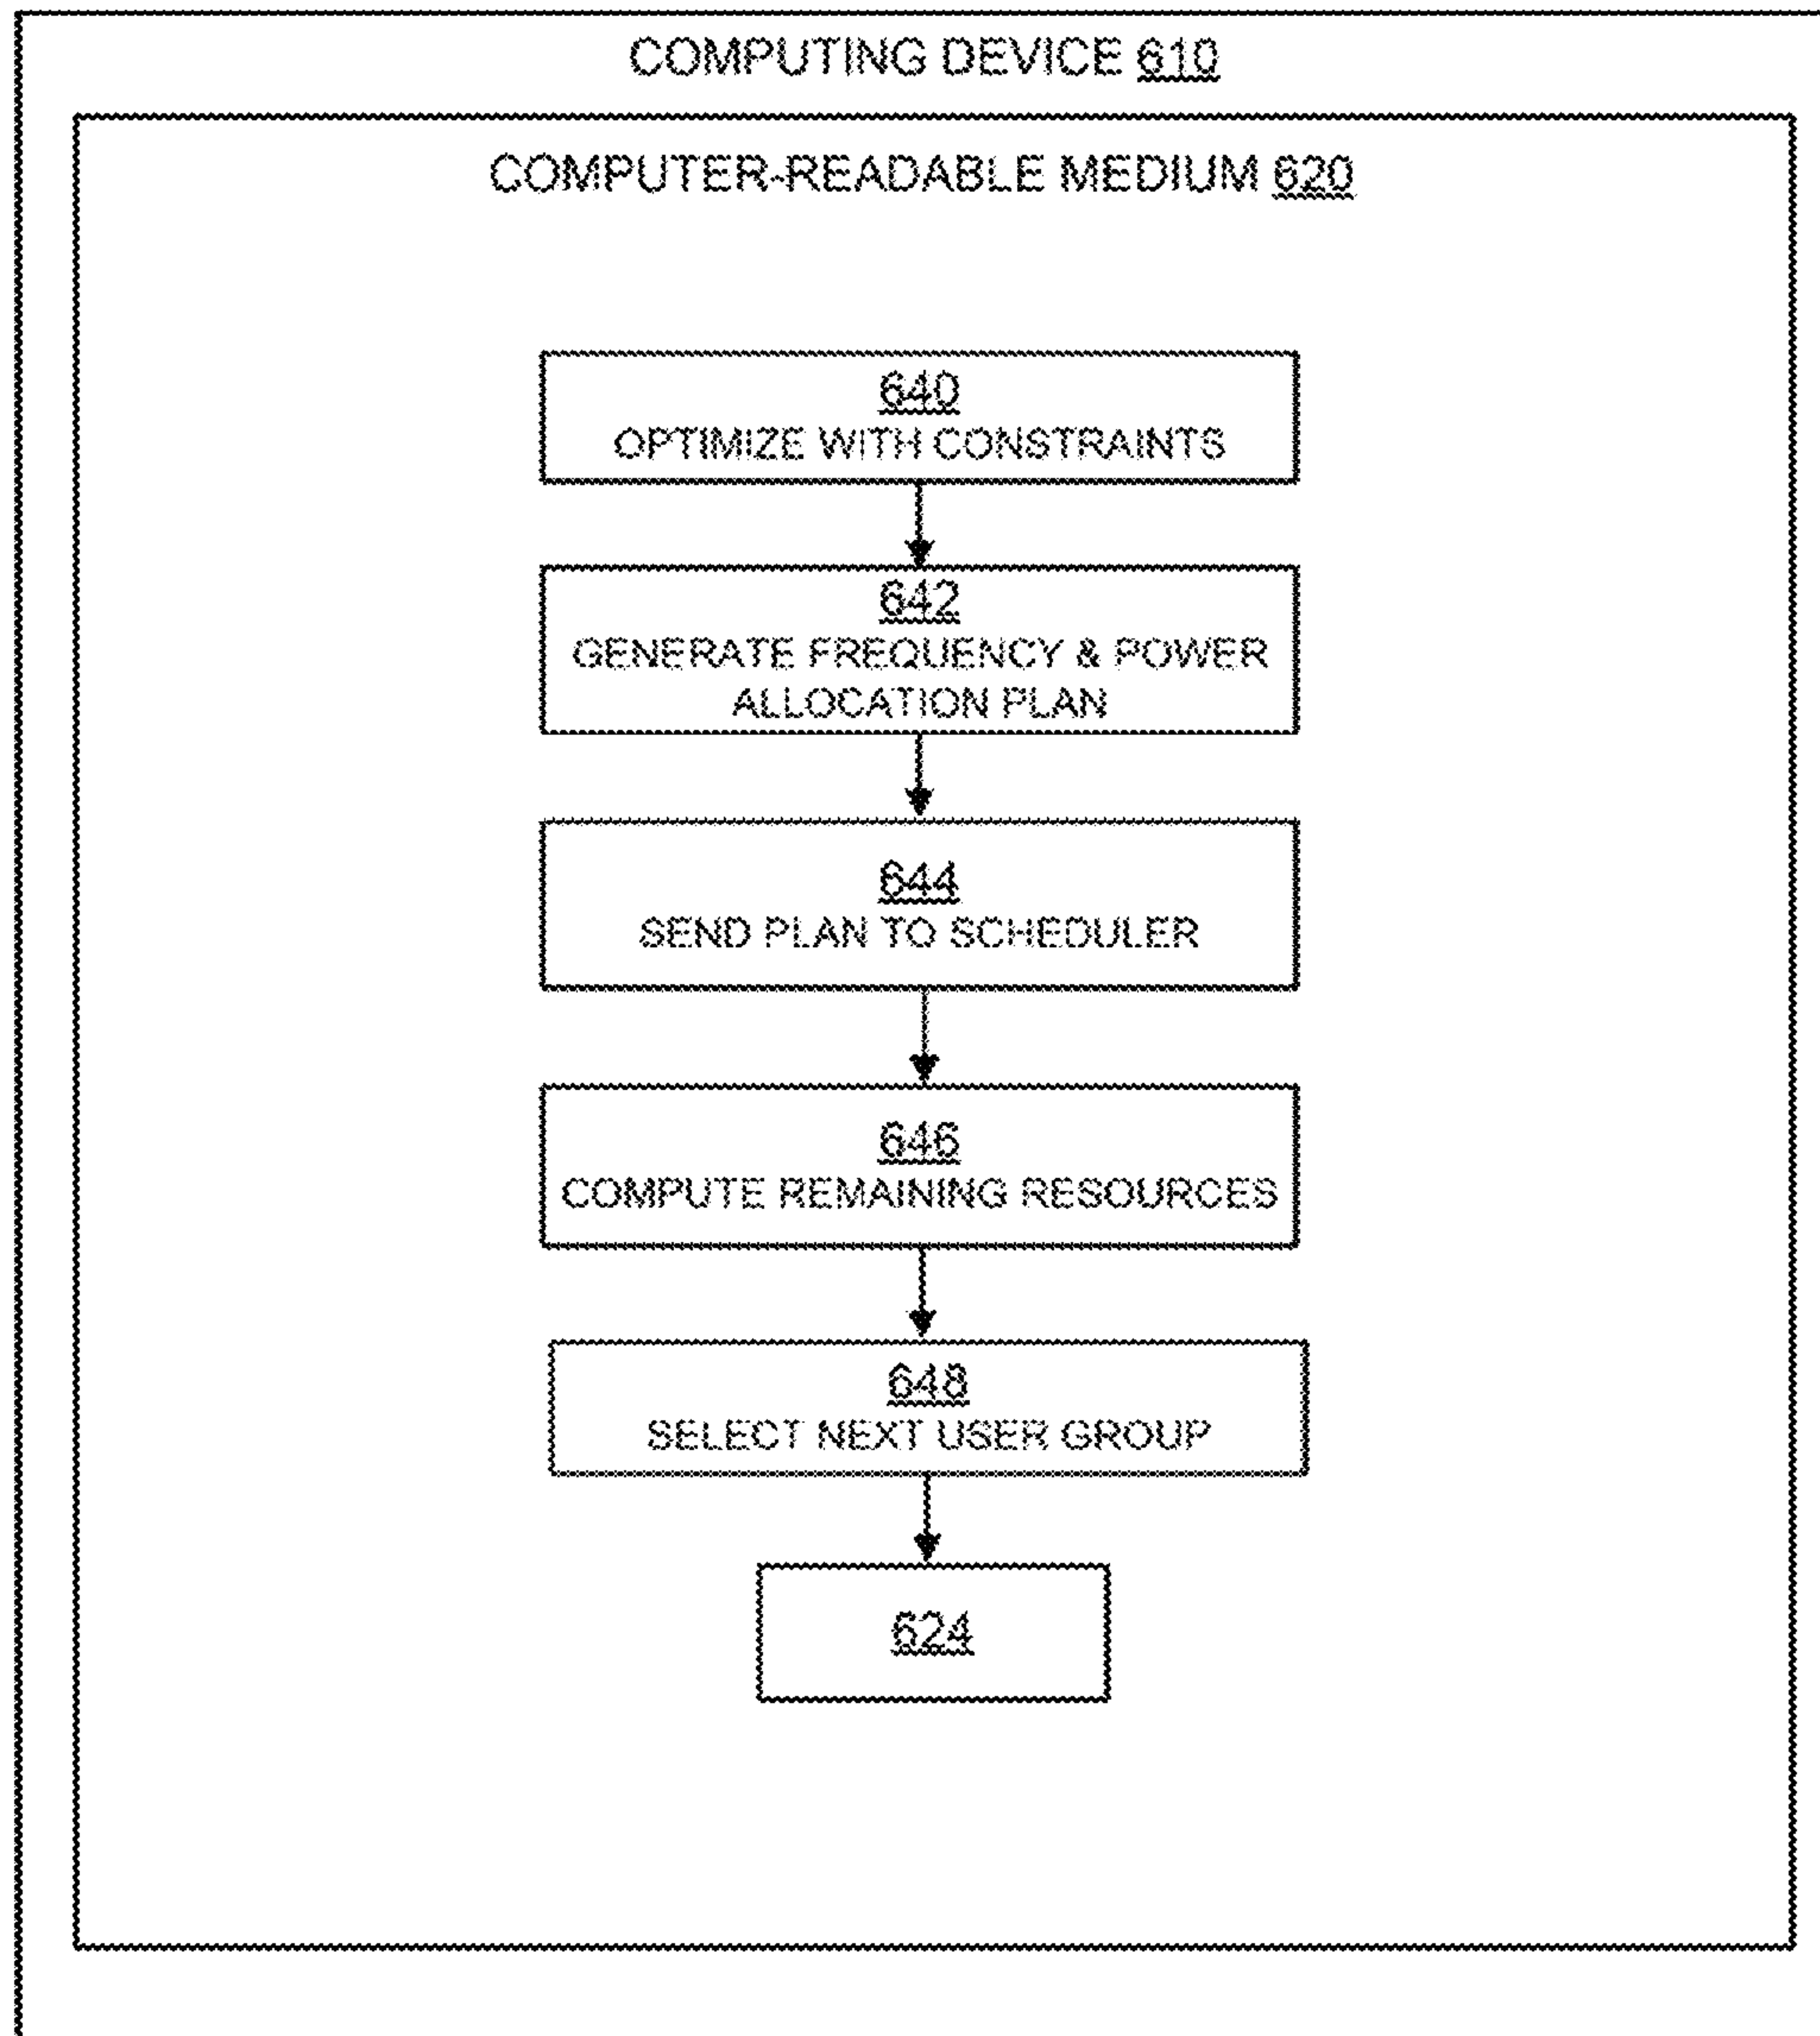 COMPUTING DEVICE 610
COMPUTER-READABLE MEDIUM 620
640
OPTIMIZE WITH CONSTRAINTS
642
GENERATE FREQUENCY & POWER
ALLOCATION PLAN
644
SEND PLAN TO SCHEDULER
646
COMPUTE REMAINING RESOURCES
648
SELECT NEXT USER GROUP
624